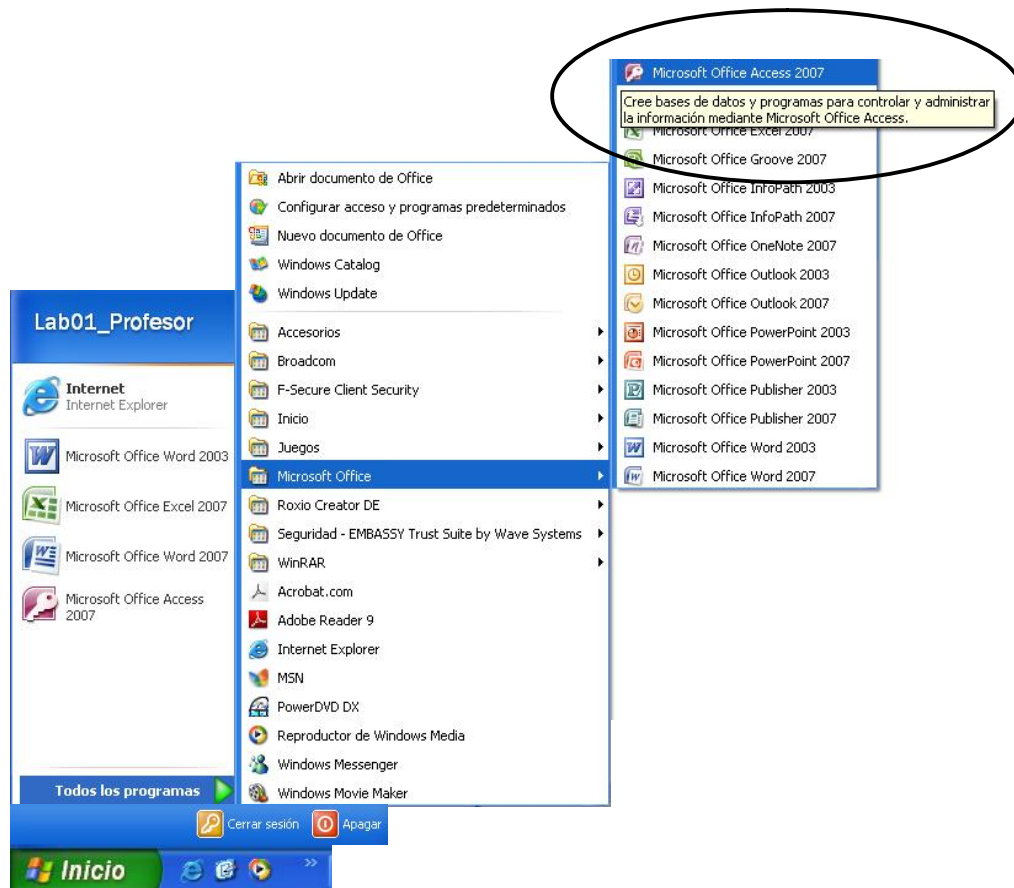 Microsoft Office Access 2007
Cree bases de datos y programas para controlar y administrar
la información mediante Microsoft Office Access.
Microsoft Office Excel 2007
Microsoft Office Groove 2007
Microsoft Office InfoPath 2003
Microsoft Office InfoPath 2007
Microsoft Office OneNote 2007
Microsoft Office Outlook 2003
Microsoft Office Outlook 2007
Microsoft Office PowerPoint 2003
Microsoft Office PowerPoint 2007
Microsoft Office Publisher 2003
Microsoft Office Publisher 2007
Microsoft Office Word 2003
Microsoft Office Word 2007
Abrir documento de Office
Configurar acceso y programas predeterminados
Nuevo documento de Office
Windows Catalog
Windows Update
Accesorios
Broadcom
F-Secure Client Security
Inicio
Juegos
Microsoft Office
Roxio Creator DE
Seguridad - EMBASSY Trust Suite by Wave Systems
WinRAR
Acrobat.com
Adobe Reader 9
Internet Explorer
MSN
PowerDVD DX
Reproductor de Windows Media
Windows Messenger
Windows Movie Maker
Lab01_Profesor
Internet
Internet Explorer
Microsoft Office Word 2003
Microsoft Office Excel 2007
Microsoft Office Word 2007
Microsoft Office Access
2007
Todos los programas
Cerrar sesión
Apagar
Inicio